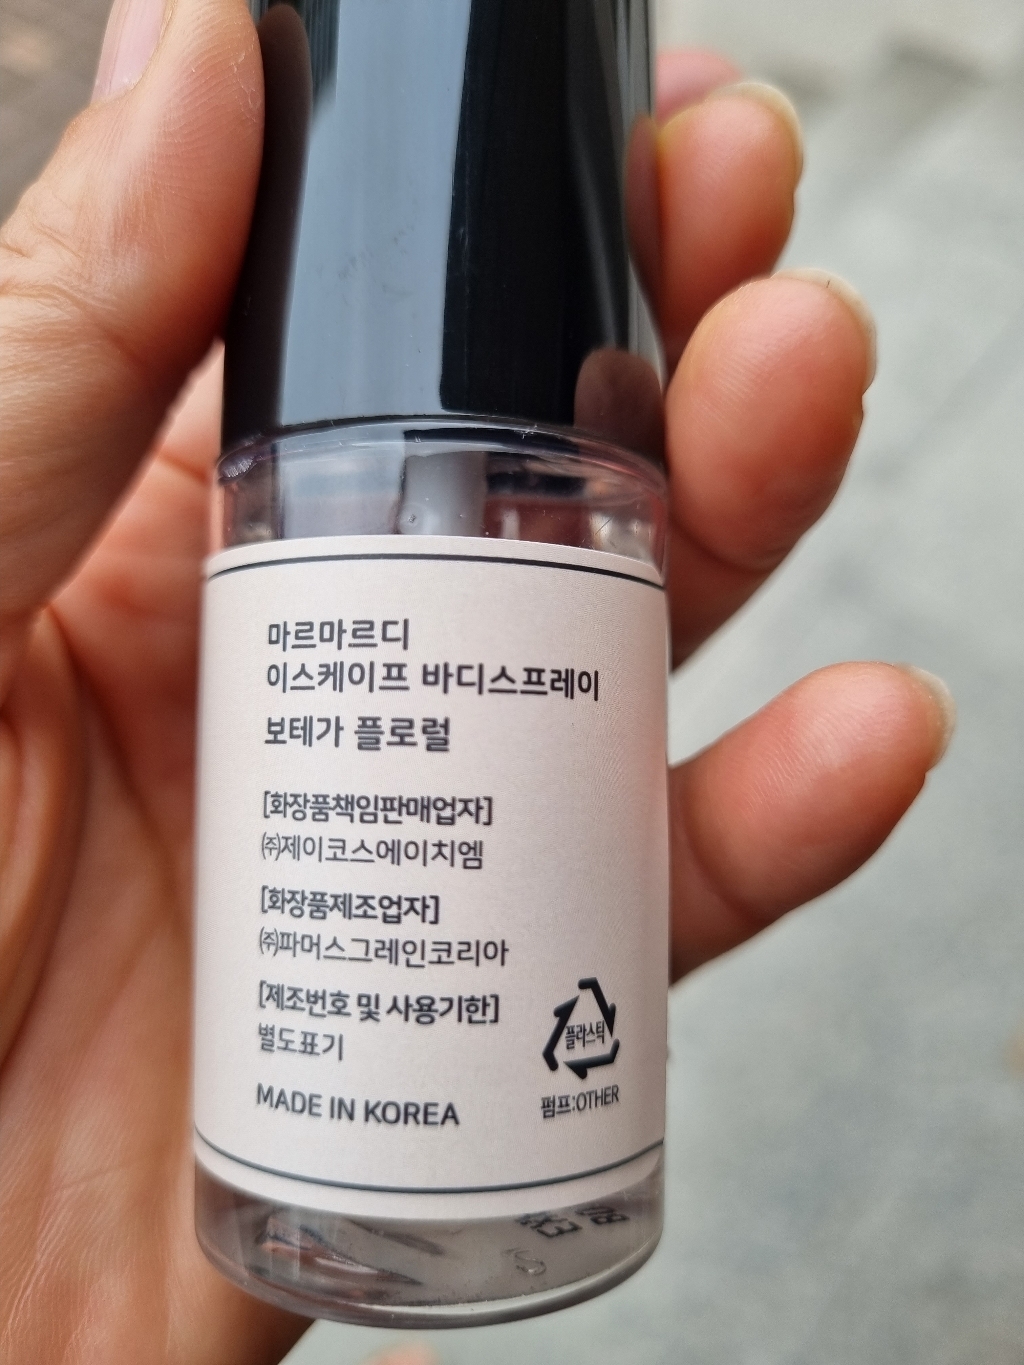 마르마르디
이스케이프 바디스프레이
보테가 플로럴
[화장품책임판매업자]
㈜제이코스에이치엠
[화장품제조업자]
㈜파머스그레인코리아
[제조번호 및 사용기한]
별도표기
MADE IN KOREA
플라스틱
펌프:OTHER